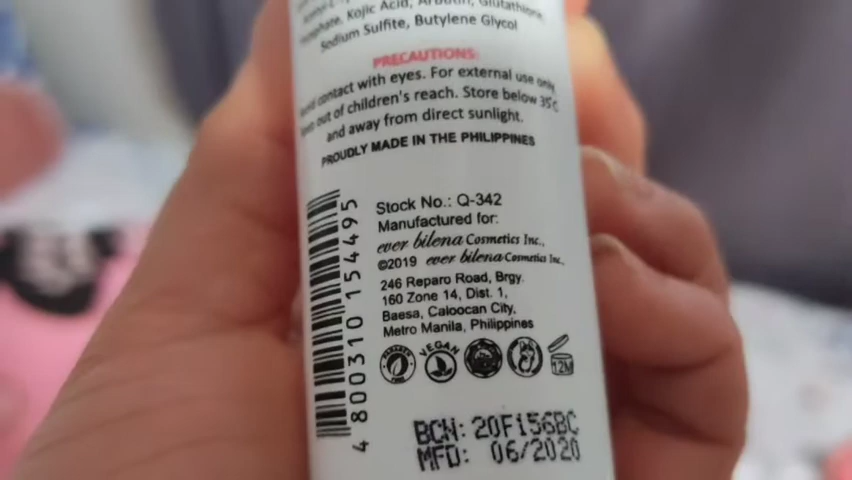 Kojic Acid, Arbutin, Glutathione,
Sodium Sulfite, Butylene Glycol
PRECAUTIONS:
contact with eyes. For external use only.
out of children's reach. Store below 35°c
and away from direct sunlight.
PROUDLY MADE IN THE PHILIPPINES
Stock No.: Q-342
Manufactured for:
ever bilena Cosmetics Inc.,
©2019 ever bilena Cosmetics Inc.
246 Reparo Road, Brgy.
160 Zone 14, Dist. 1,
Baesa, Caloocan City,
Metro Manila, Philippines
4 800310 154495
PARABEN
FREE
VEGAN
12M
BCN: 20F156BC
MFD: 06/2020